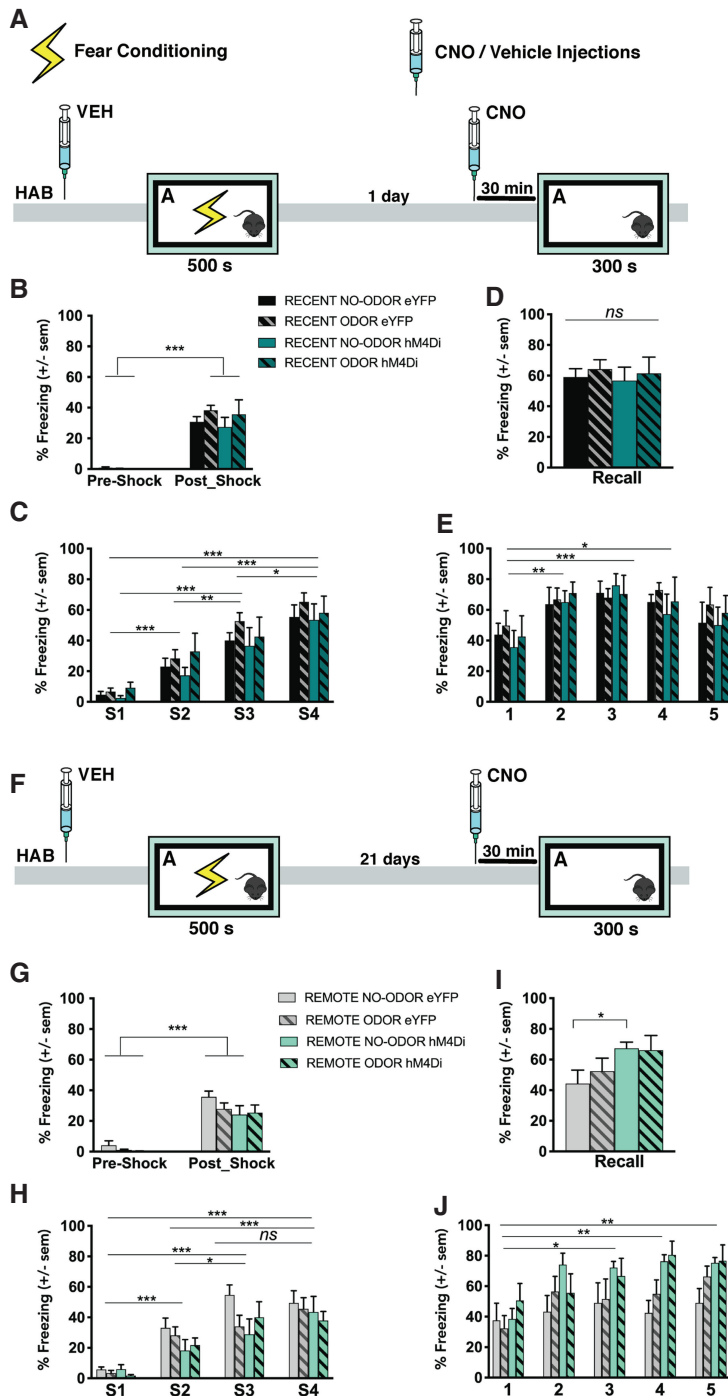 A
Fear Conditioning
CNO / Vehicle Injections
VEH
CNO
HAB
A
1 day
30 min
A
500 s
300 s
B
% Freezing (+/- sem)
100
80
60
40
20
0
***
Pre-Shock
Post_Shock
RECENT NO-ODOR eYFP
RECENT ODOR eYFP
RECENT NO-ODOR hM4Di
RECENT ODOR hM4Di
D
% Freezing (+/- sem)
100
80
60
40
20
0
ns
Recall
C
% Freezing (+/- sem)
100
80
60
40
20
0
***
***
*
***
**
***
S1
S2
S3
S4
E
% Freezing (+/- sem)
100
80
60
40
20
0
*
***
**
1
2
3
4
5
F
VEH
CNO
HAB
A
21 days
30 min
A
500 s
300 s
G
% Freezing (+/- sem)
100
80
60
40
20
0
***
Pre-Shock
Post_Shock
REMOTE NO-ODOR eYFP
REMOTE ODOR eYFP
REMOTE NO-ODOR hM4Di
REMOTE ODOR hM4Di
I
% Freezing (+/- sem)
100
80
60
40
20
0
*
Recall
H
% Freezing (+/- sem)
100
80
60
40
20
0
***
***
ns
***
*
***
S1
S2
S3
S4
J
% Freezing (+/- sem)
100
80
60
40
20
0
**
**
*
1
2
3
4
5